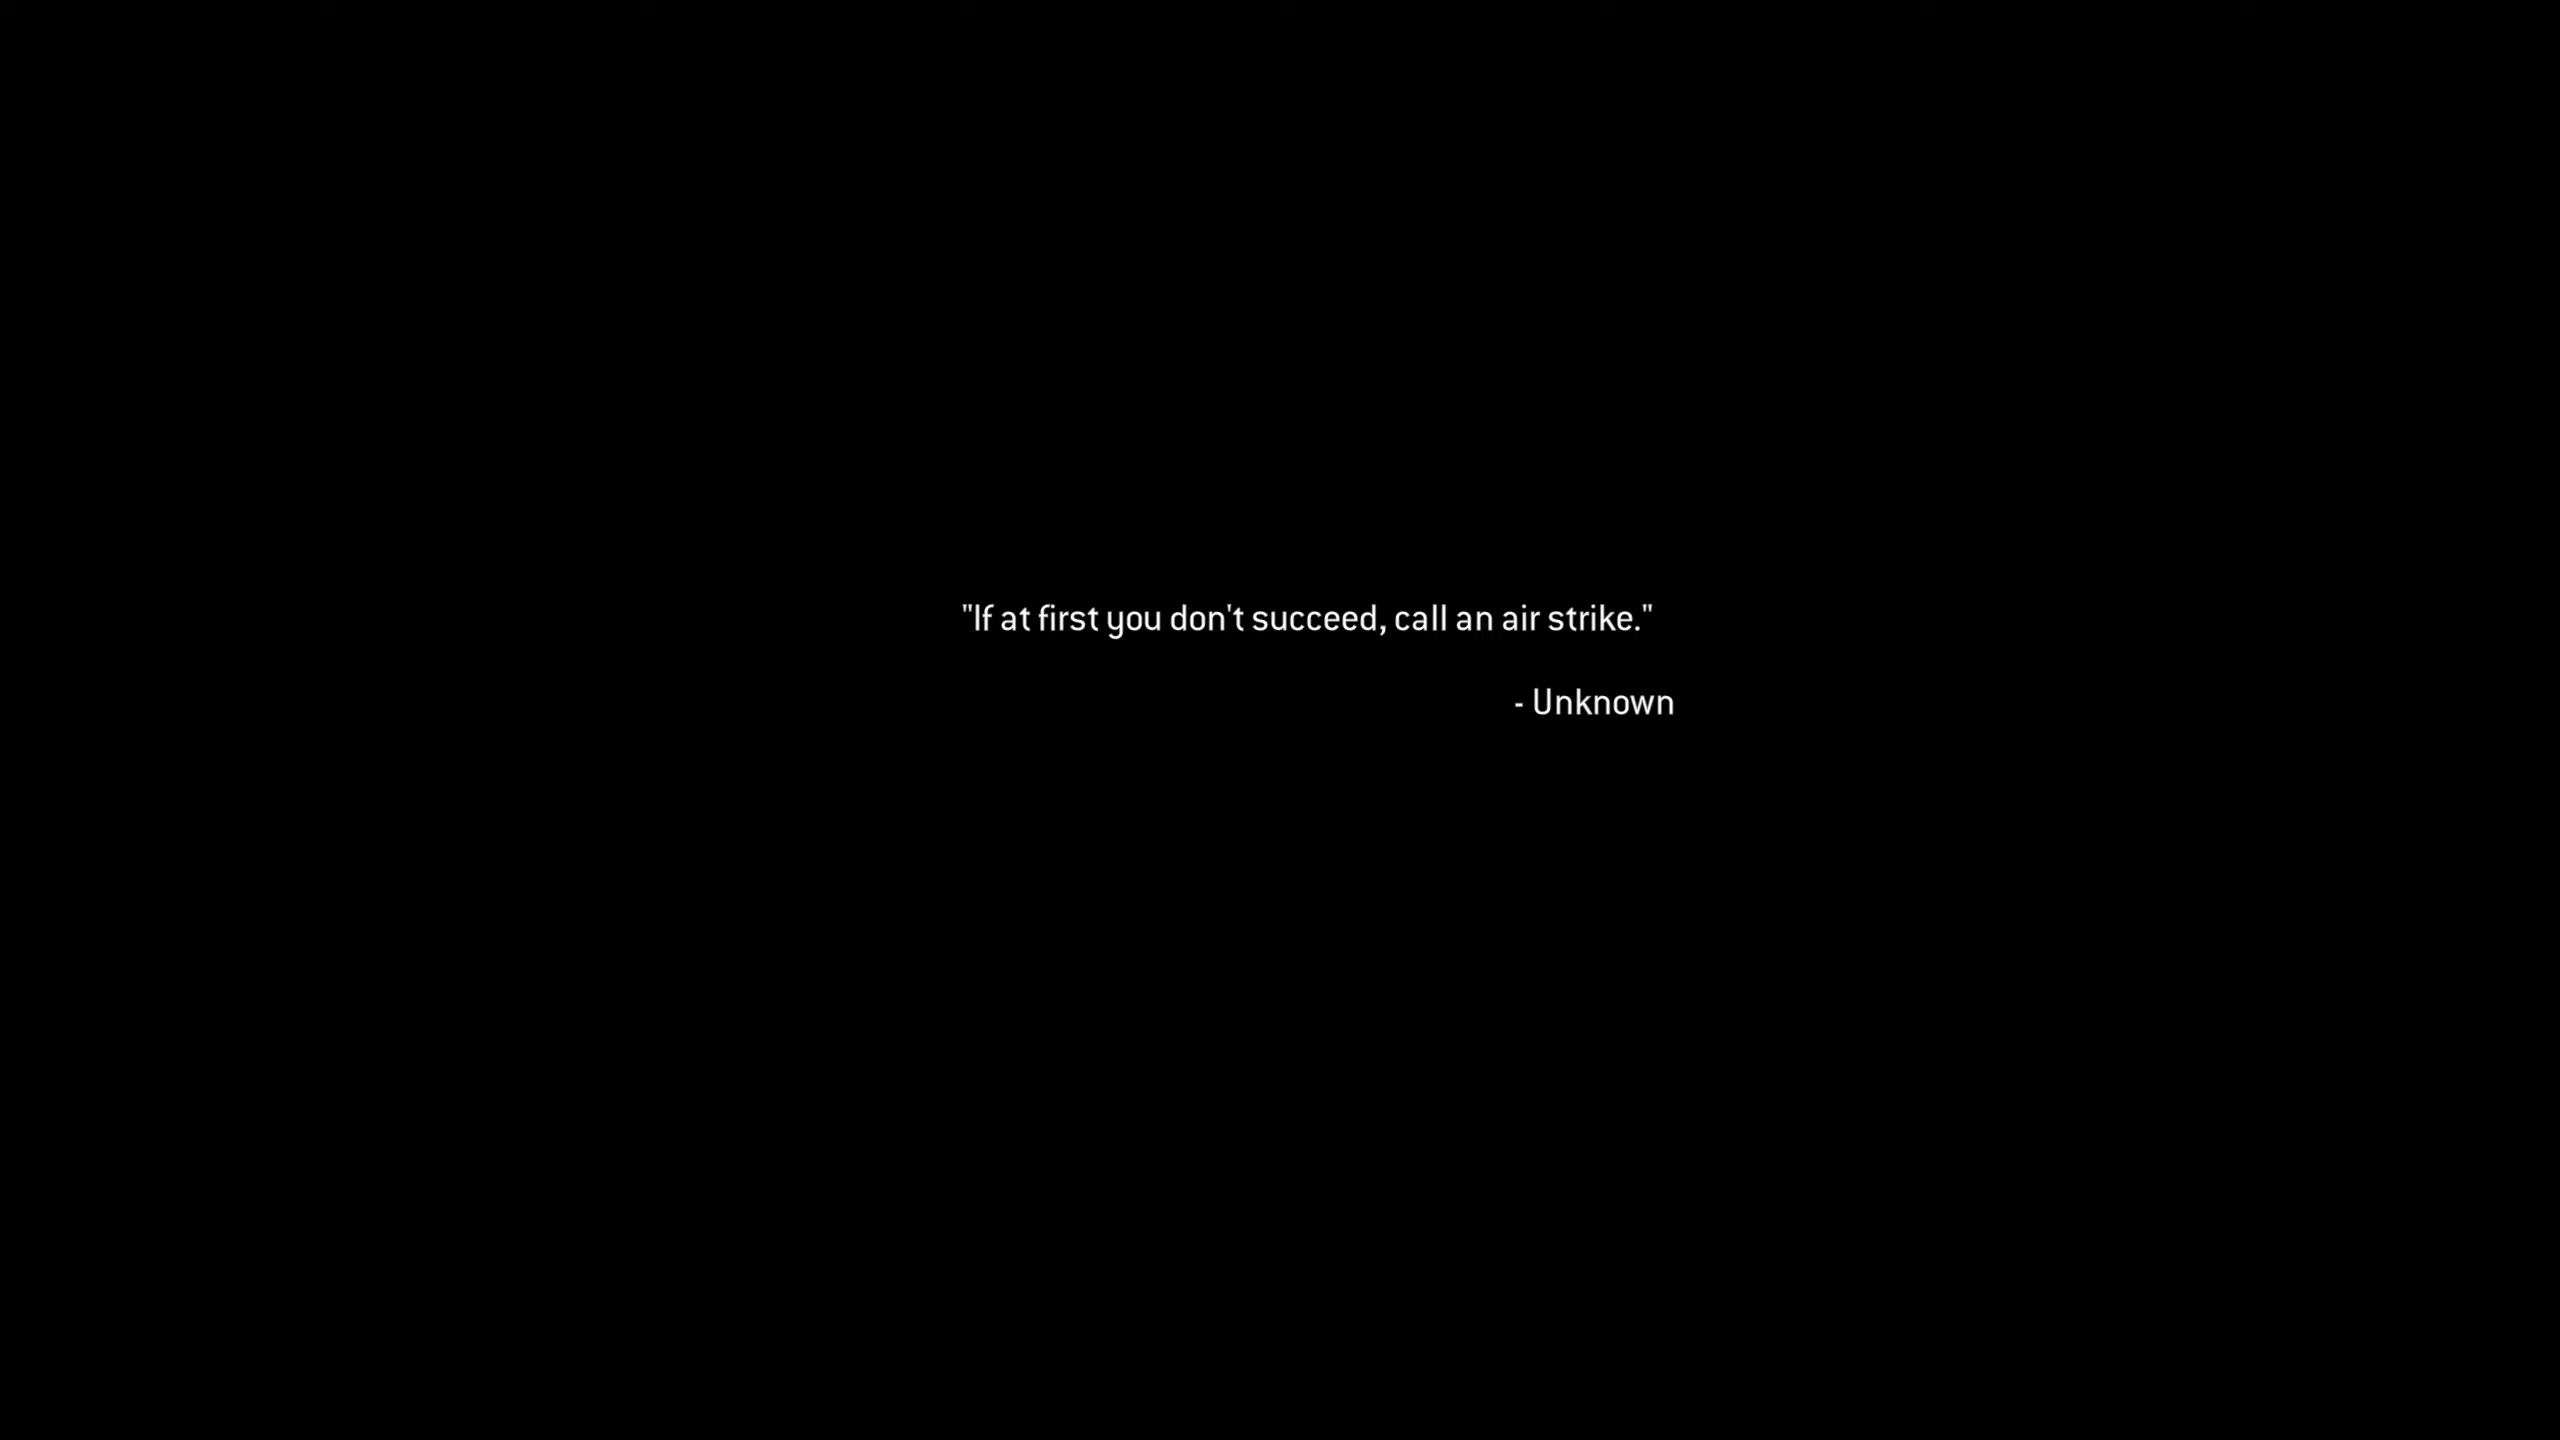 "If at first you don't succeed, call an air strike."
- Unknown